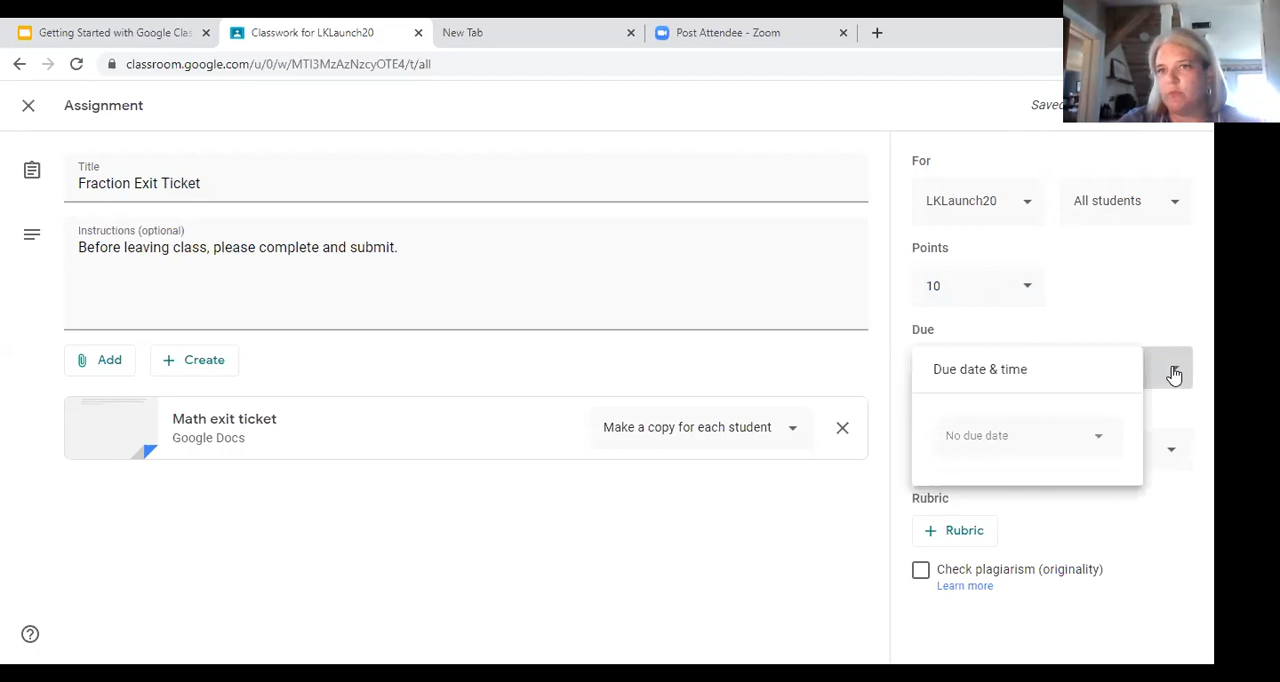 Getting Started with Google Clas
Classwork for LKLaunch20
New Tab
Post Attendee - Zoom
classroom.google.com/u/0/w/MTI3MzAzNzcyOTE4/t/all
Assignment
Saved
Title
Fraction Exit Ticket
Instructions (optional)
Before leaving class, please complete and submit.
Add
Create
Math exit ticket
Google Docs
Make a copy for each student
For
LKLaunch20
All students
Points
10
Due
Due date & time
No due date
Rubric
Rubric
Check plagiarism (originality)
Learn more